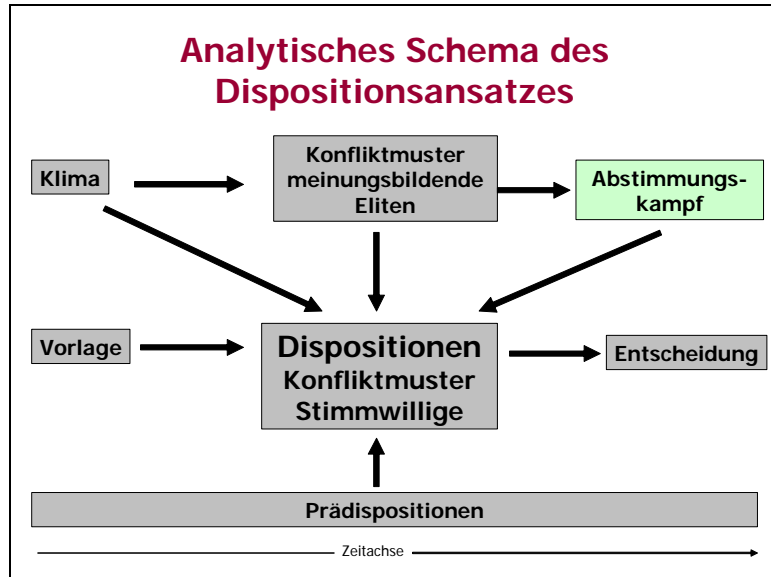 Analytisches Schema des
Dispositionsansatzes
Klima
Konfliktmuster
meinungsbildende
Eliten
Abstimmungs-
kampf
Vorlage
Dispositionen
Konfliktmuster
Stimmwillige
Entscheidung
Prädispositionen
Zeitachse